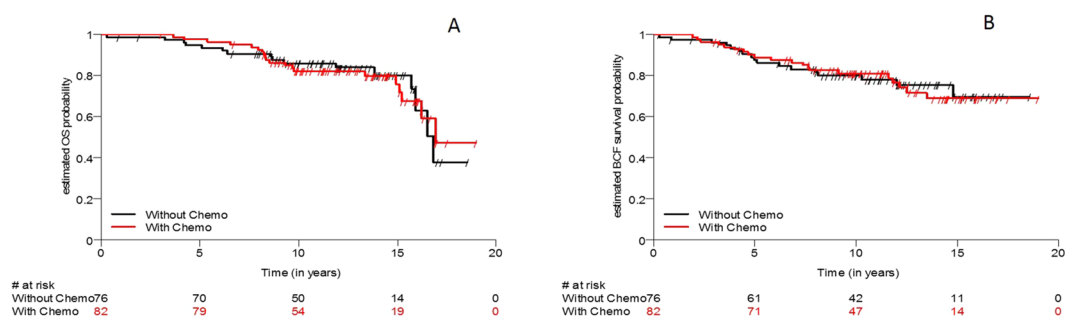 A
estimated OS probability
1
0.8
0.6
0.4
0.2
0
Without Chemo
With Chemo
0 5 10 15 20
Time (in years)
# at risk
Without Chemo 76 70 50 14 0
With Chemo 82 79 54 19 0
B
estimated BCF survival probability
1
0.8
0.6
0.4
0.2
0
Without Chemo
With Chemo
0 5 10 15 20
Time (in years)
# at risk
Without Chemo 76 61 42 11 0
With Chemo 82 71 47 14 0